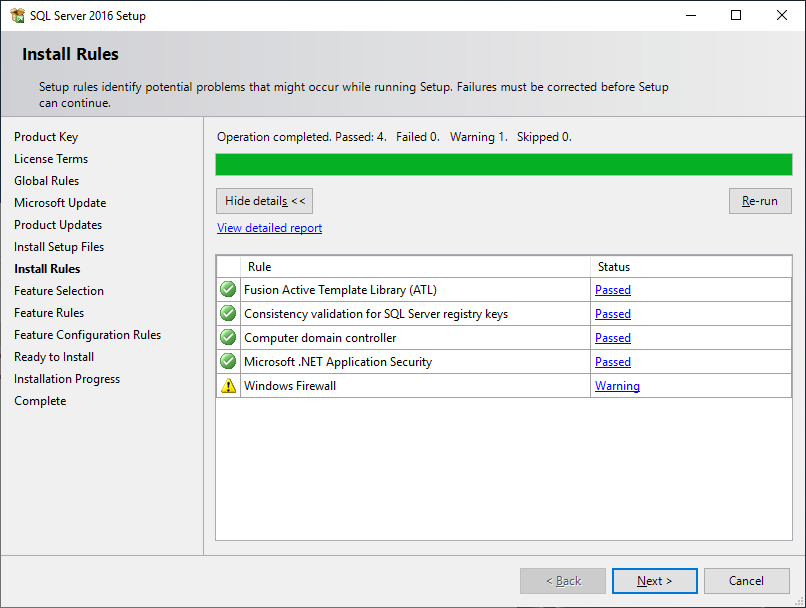 SQL Server 2016 Setup
Install Rules
Setup rules identify potential problems that might occur while running Setup. Failures must be corrected before Setup
can continue.
Product Key
License Terms
Global Rules
Microsoft Update
Product Updates
Install Setup Files
Install Rules
Feature Selection
Feature Rules
Feature Configuration Rules
Ready to Install
Installation Progress
Complete
Operation completed. Passed: 4.   Failed 0.   Warning 1.   Skipped 0.
Hide details <<
Re-run
View detailed report
Rule Status
Fusion Active Template Library (ATL) Passed
Consistency validation for SQL Server registry keys Passed
Computer domain controller Passed
Microsoft .NET Application Security Passed
Windows Firewall Warning
< Back Next > Cancel